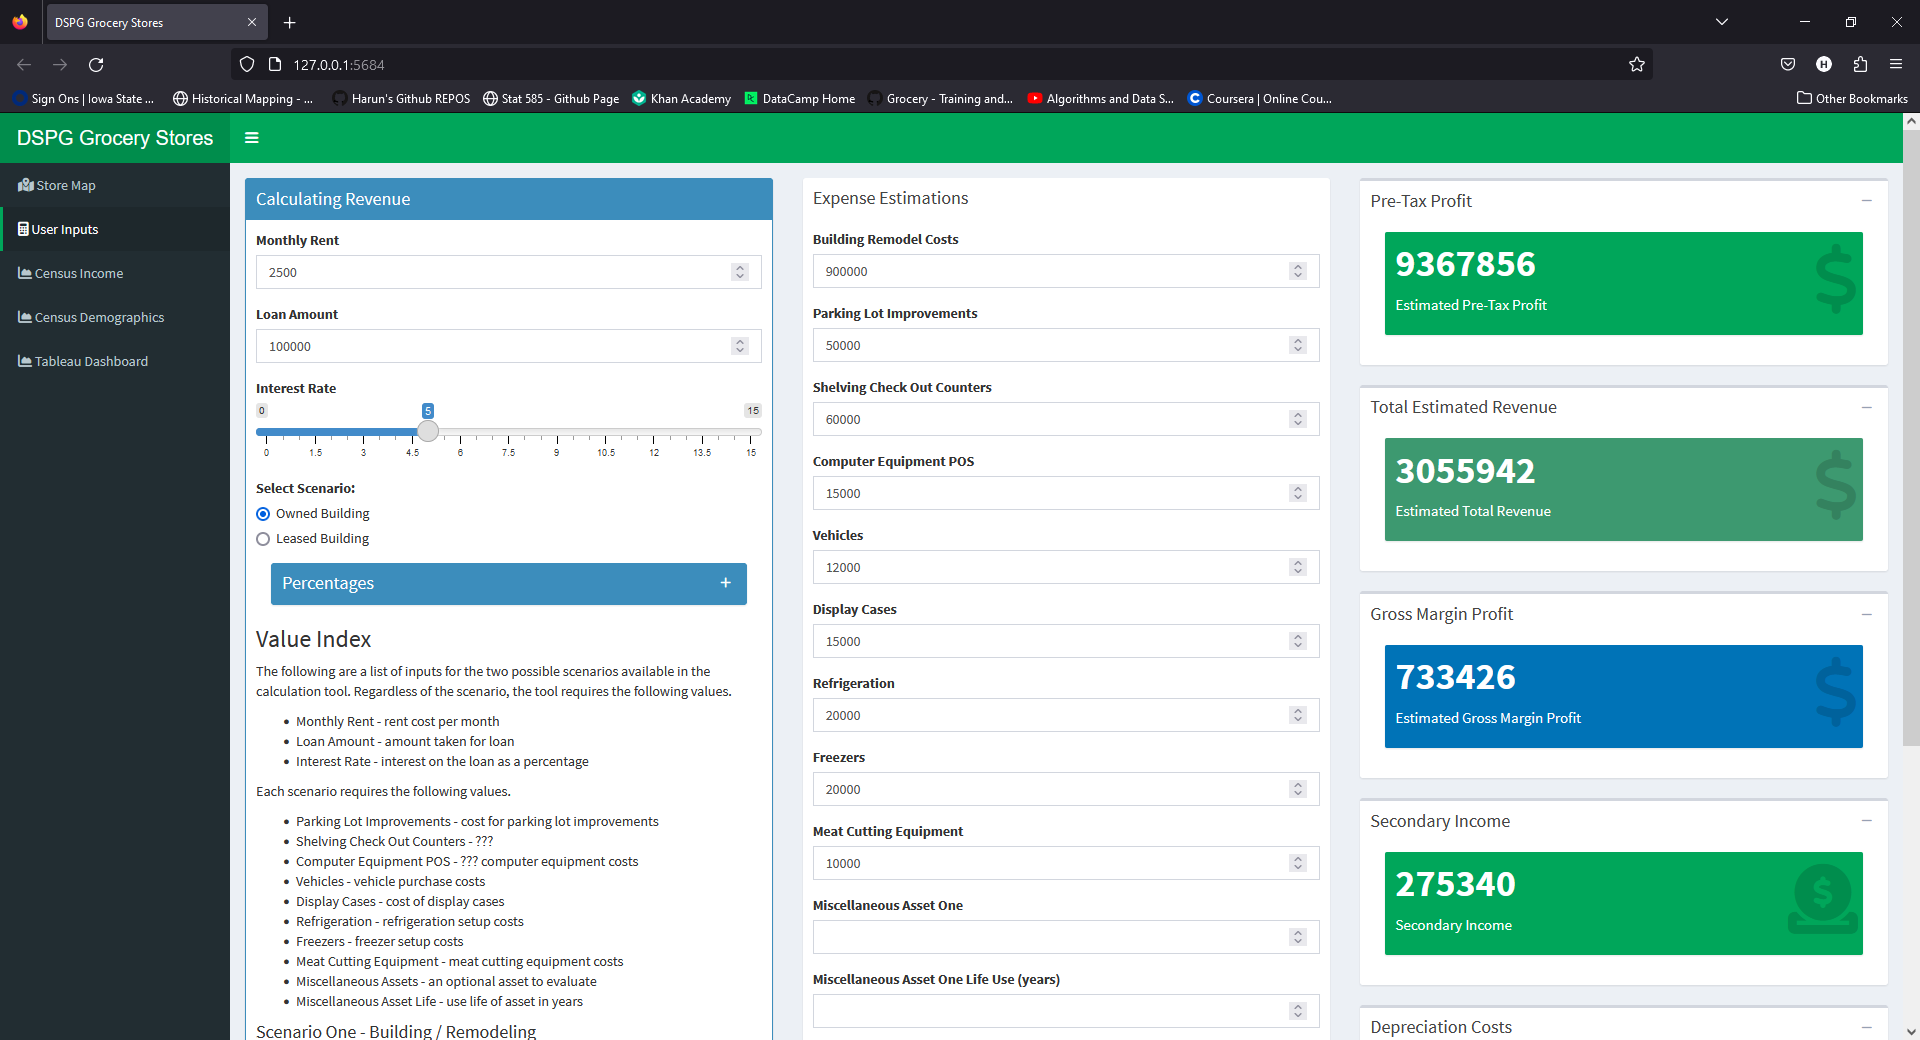 DSPG Grocery Stores
127.0.0.1:5684
Sign Ons | Iowa State ...
Historical Mapping - ...
Harun's Github REPOS
Stat 585 - Github Page
Khan Academy
DataCamp Home
Grocery - Training and...
Algorithms and Data S...
Coursera | Online Cou...
Other Bookmarks
DSPG Grocery Stores
Store Map
User Inputs
Census Income
Census Demographics
Tableau Dashboard
Calculating Revenue
Monthly Rent
2500
Loan Amount
100000
Interest Rate
0 5 15
0 1.5 3 4.5 6 7.5 9 10.5 12 13.5 15
Select Scenario:
Owned Building
Leased Building
Percentages
Value Index
The following are a list of inputs for the two possible scenarios available in the
calculation tool. Regardless of the scenario, the tool requires the following values.
• Monthly Rent - rent cost per month
• Loan Amount - amount taken for loan
• Interest Rate - interest on the loan as a percentage
Each scenario requires the following values.
• Parking Lot Improvements - cost for parking lot improvements
• Shelving Check Out Counters - ???
• Computer Equipment POS - ??? computer equipment costs
• Vehicles - vehicle purchase costs
• Display Cases - cost of display cases
• Refrigeration - refrigeration setup costs
• Freezers - freezer setup costs
• Meat Cutting Equipment - meat cutting equipment costs
• Miscellaneous Assets - an optional asset to evaluate
• Miscellaneous Asset Life - use life of asset in years
Scenario One - Building / Remodeling
Expense Estimations
Building Remodel Costs
900000
Parking Lot Improvements
50000
Shelving Check Out Counters
60000
Computer Equipment POS
15000
Vehicles
12000
Display Cases
15000
Refrigeration
20000
Freezers
20000
Meat Cutting Equipment
10000
Miscellaneous Asset One
Miscellaneous Asset One Life Use (years)
Pre-Tax Profit
9367856
Estimated Pre-Tax Profit
Total Estimated Revenue
3055942
Estimated Total Revenue
Gross Margin Profit
733426
Estimated Gross Margin Profit
Secondary Income
275340
Secondary Income
Depreciation Costs